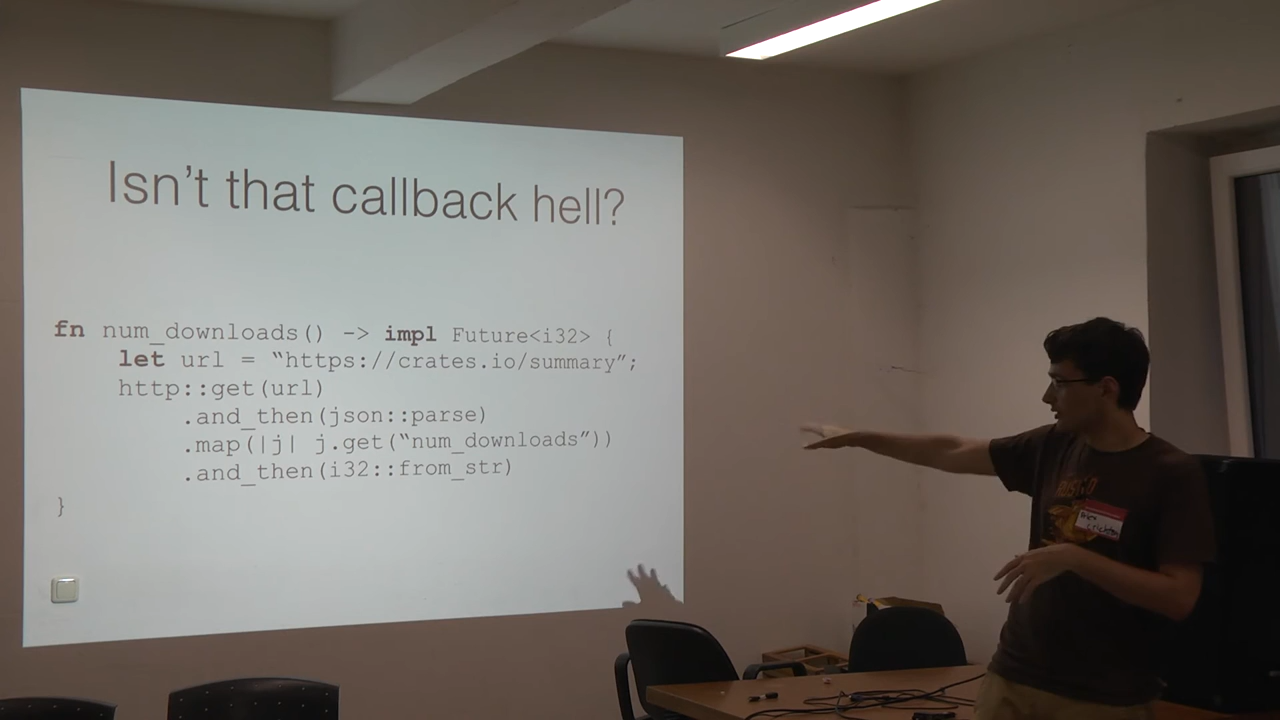 Isn't that callback hell?
fn num_downloads() -> impl Future<i32> {
let url = “https://crates.io/summary”;
http::get(url)
.and_then(json::parse)
.map(|j| j.get(“num_downloads”))
.and_then(i32::from_str)
}
Alex